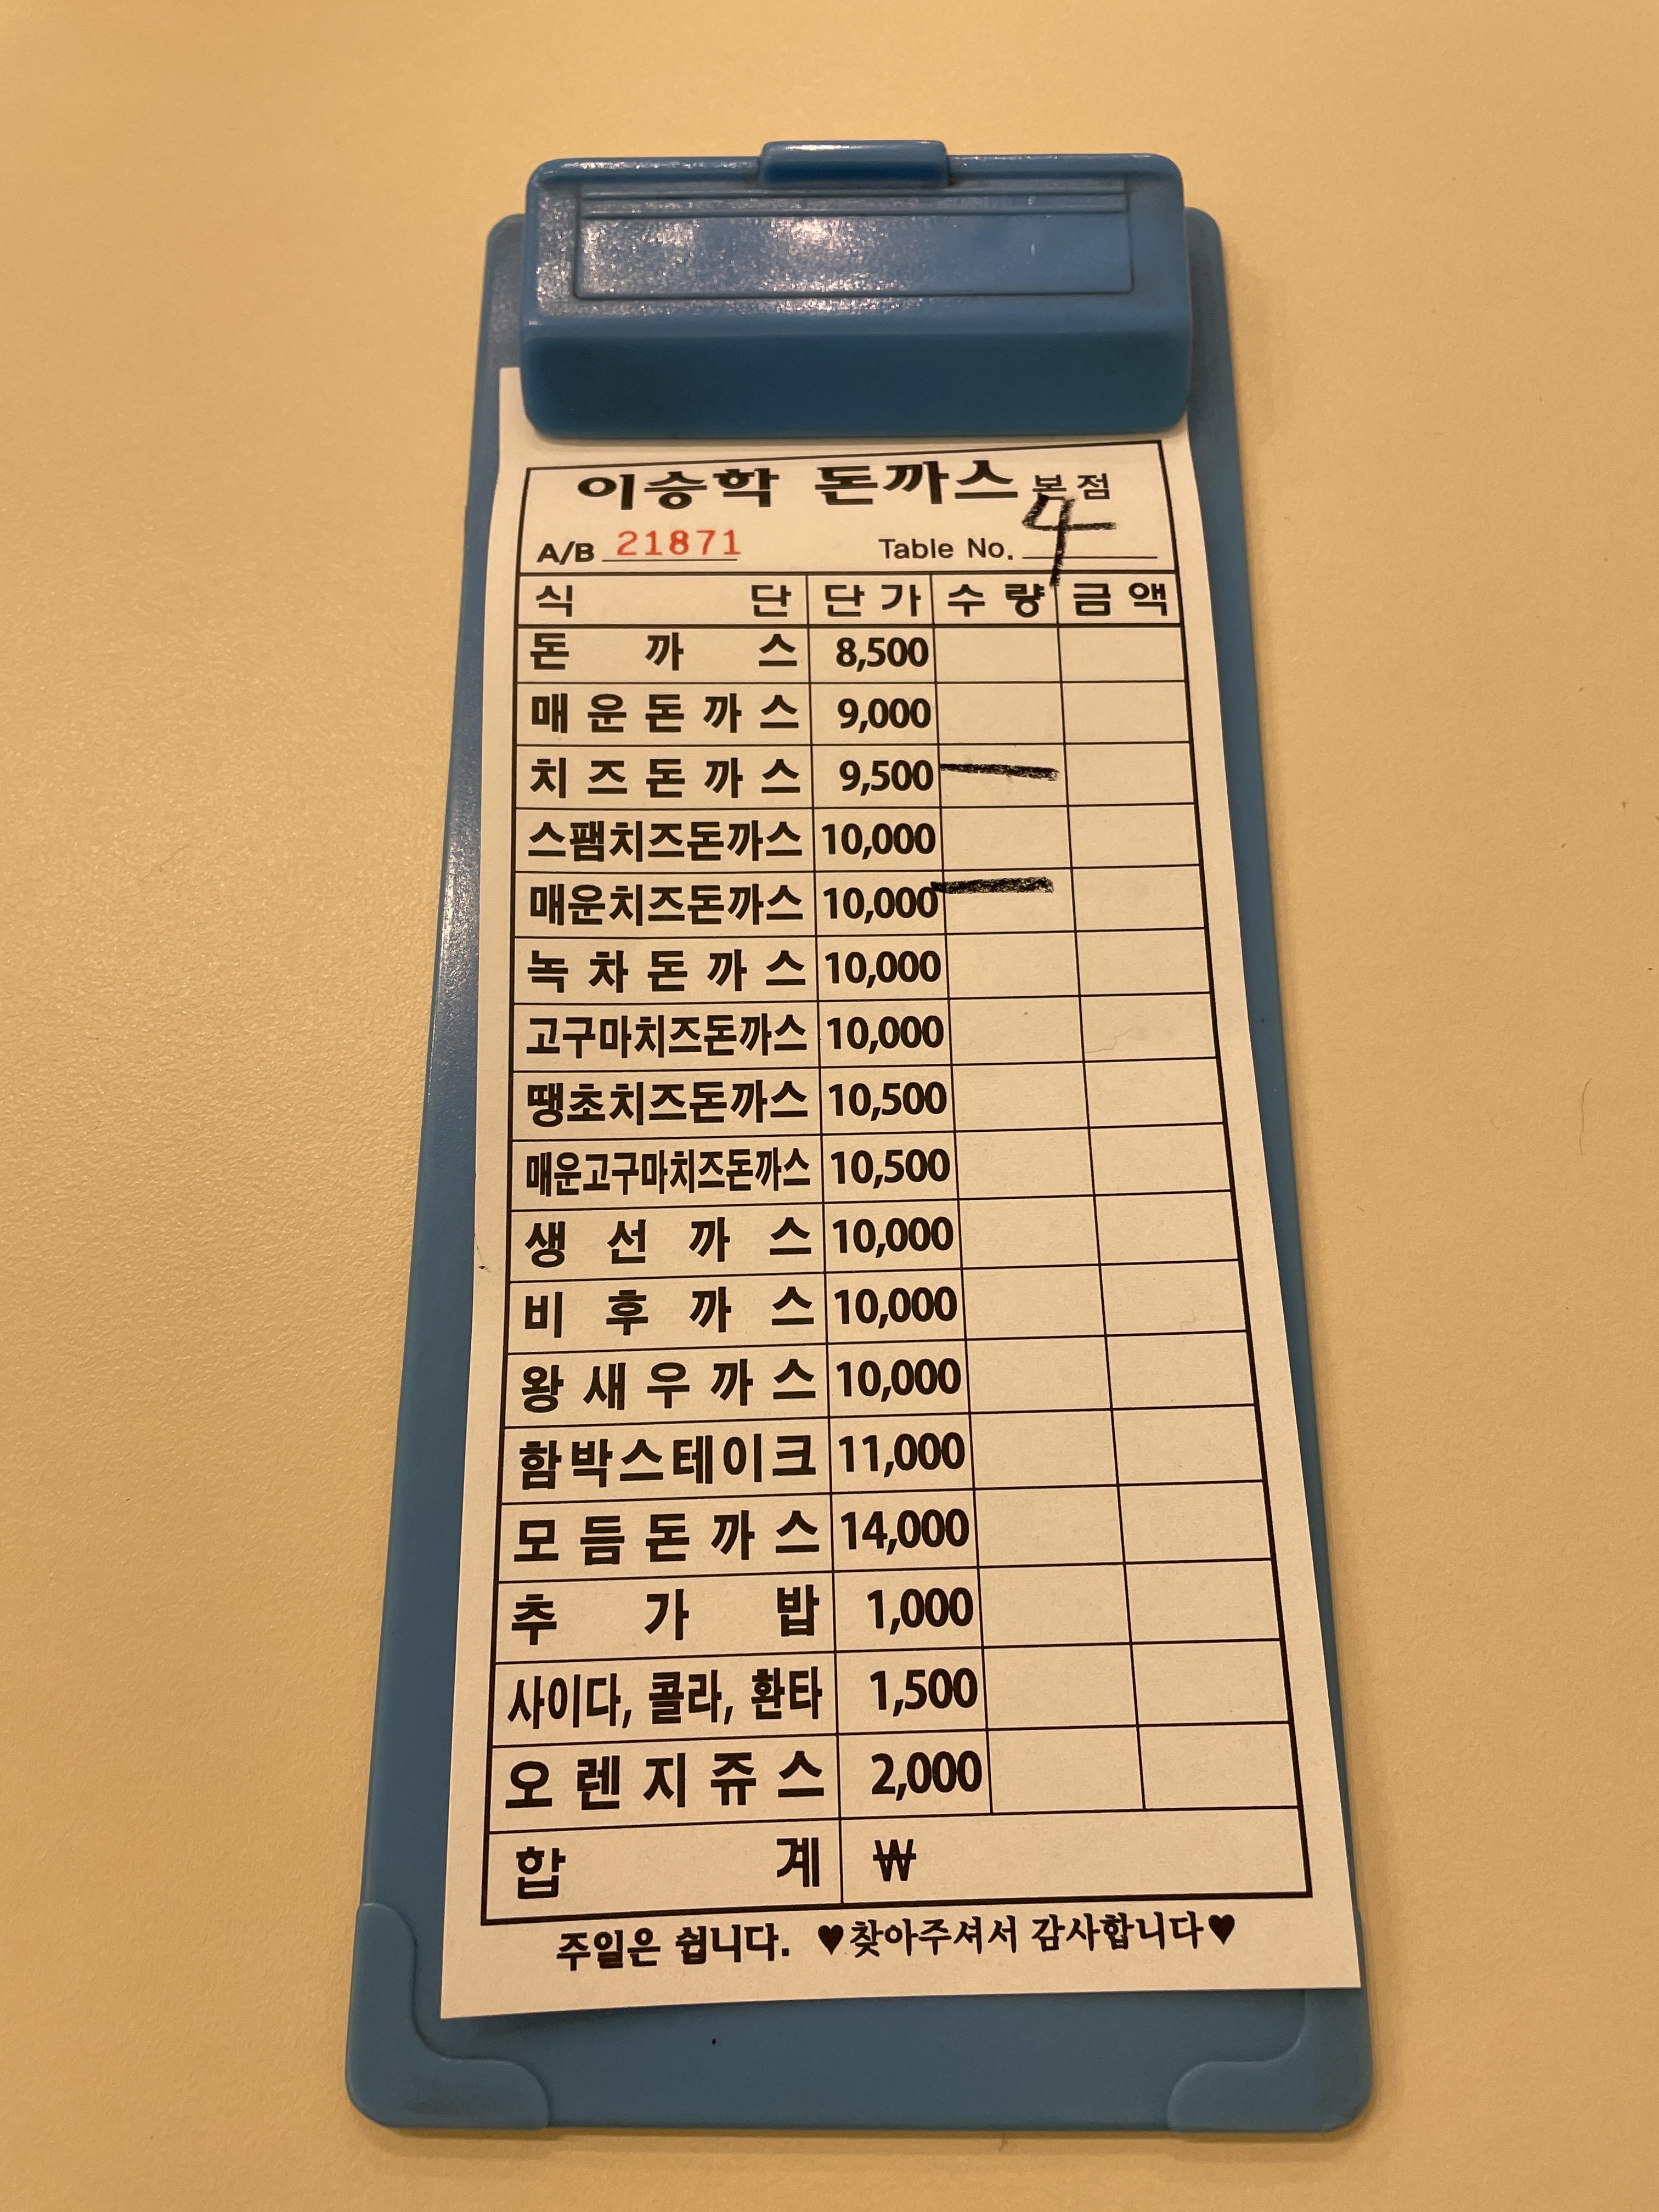 이승학 돈까스 본점
A/B 21871 Table No. 4
식단 단가 수량 금액
돈까스 8,500
매운돈까스 9,000
치즈돈까스 9,500 一
스팸치즈돈까스 10,000
매운치즈돈까스 10,000 一
녹차돈까스 10,000
고구마치즈돈까스 10,000
땡초치즈돈까스 10,500
매운고구마치즈돈까스 10,500
생선까스 10,000
비후까스 10,000
왕새우까스 10,000
함박스테이크 11,000
모듬돈까스 14,000
추가밥 1,000
사이다, 콜라, 환타 1,500
오렌지쥬스 2,000
합계 ₩
주일은 쉽니다. ♥찾아주셔서 감사합니다♥